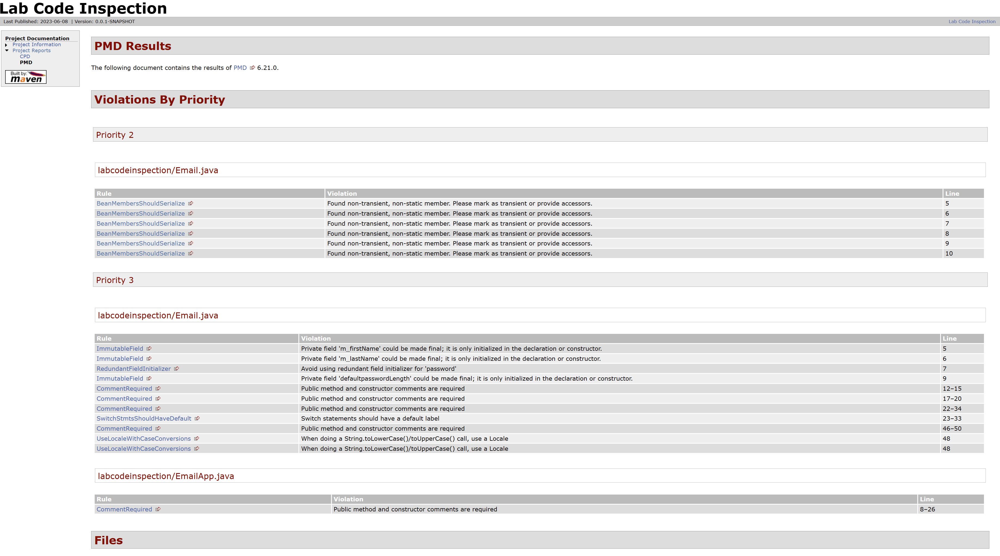 Lab Code Inspection
Last Published: 2023-06-08 | Version: 0.0.1-SNAPSHOT
Lab Code Inspection
Project Documentation
Project Information
Project Reports
CPD
PMD
Built by:
maven
PMD Results
The following document contains the results of PMD 6.21.0.
Violations By Priority
Priority 2
labcodeinspection/Email.java
Rule Violation Line
BeanMembersShouldSerialize Found non-transient, non-static member. Please mark as transient or provide accessors. 5
BeanMembersShouldSerialize Found non-transient, non-static member. Please mark as transient or provide accessors. 6
BeanMembersShouldSerialize Found non-transient, non-static member. Please mark as transient or provide accessors. 7
BeanMembersShouldSerialize Found non-transient, non-static member. Please mark as transient or provide accessors. 8
BeanMembersShouldSerialize Found non-transient, non-static member. Please mark as transient or provide accessors. 9
BeanMembersShouldSerialize Found non-transient, non-static member. Please mark as transient or provide accessors. 10
Priority 3
labcodeinspection/Email.java
Rule Violation Line
ImmutableField Private field 'm_firstName' could be made final; it is only initialized in the declaration or constructor. 5
ImmutableField Private field 'm_lastName' could be made final; it is only initialized in the declaration or constructor. 6
RedundantFieldInitializer Avoid using redundant field initializer for 'password' 7
ImmutableField Private field 'defaultpasswordLength' could be made final; it is only initialized in the declaration or constructor. 9
CommentRequired Public method and constructor comments are required 12–15
CommentRequired Public method and constructor comments are required 17–20
CommentRequired Public method and constructor comments are required 22–34
SwitchStmtsShouldHaveDefault Switch statements should have a default label 23–33
CommentRequired Public method and constructor comments are required 46–50
UseLocaleWithCaseConversions When doing a String.toLowerCase()/toUpperCase() call, use a Locale 48
UseLocaleWithCaseConversions When doing a String.toLowerCase()/toUpperCase() call, use a Locale 48
labcodeinspection/EmailApp.java
Rule Violation Line
CommentRequired Public method and constructor comments are required 8–26
Files